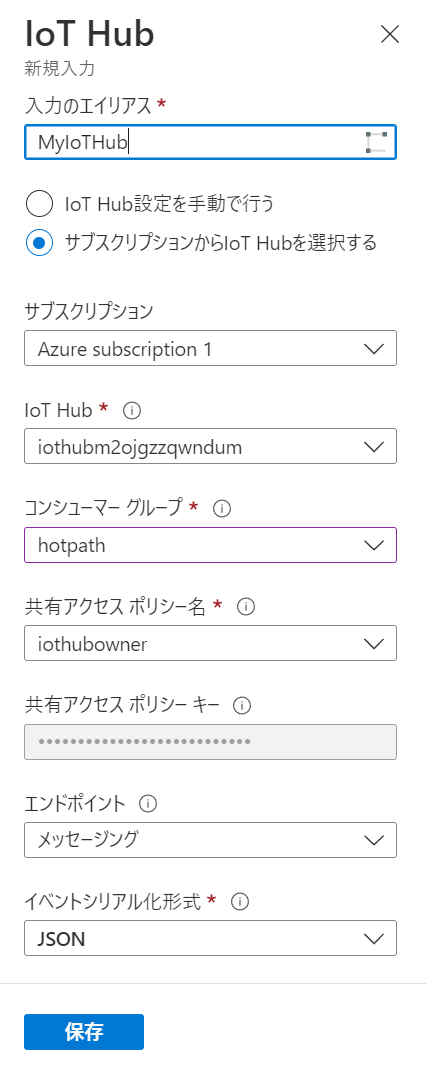 IoT Hub
新規入力
入力のエイリアス *
MyIoTHub
IoT Hub設定を手動で行う
サブスクリプションからIoT Hubを選択する
サブスクリプション
Azure subscription 1
IoT Hub *
iothubm2ojgzzqwndum
コンシューマー グループ *
hotpath
共有アクセス ポリシー名 *
iothubowner
共有アクセス ポリシー キー
•••••••••••••••••••••••••••
エンドポイント
メッセージング
イベントシリアル化形式 *
JSON
保存